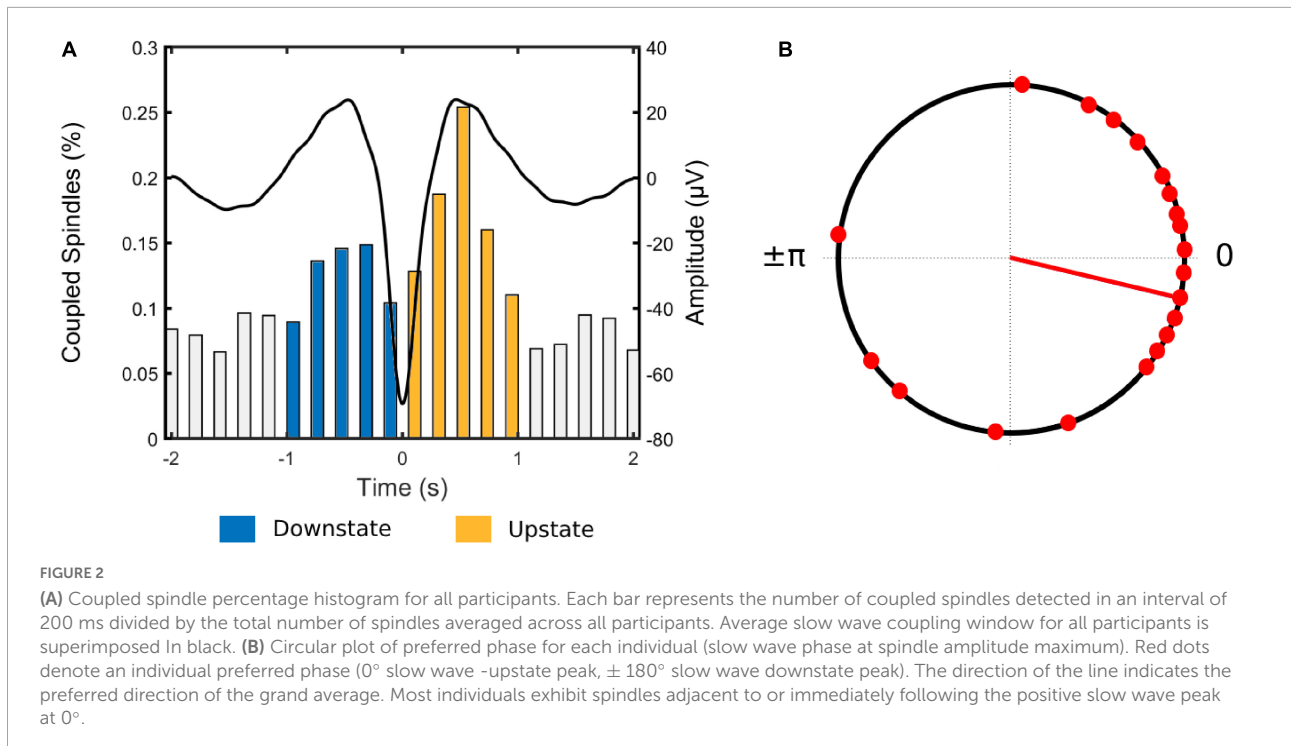 A
B
0.3
0.25
0.2
0.15
0.1
0.05
0
Coupled Spindles (%)
40
20
0
-20
-40
-60
-80
Amplitude (µV)
-2
-1
0
1
2
Time (s)
Downstate
Upstate
±π
0
FIGURE 2
(A) Coupled spindle percentage histogram for all participants. Each bar represents the number of coupled spindles detected in an interval of
200 ms divided by the total number of spindles averaged across all participants. Average slow wave coupling window for all participants is
superimposed In black. (B) Circular plot of preferred phase for each individual (slow wave phase at spindle amplitude maximum). Red dots
denote an individual preferred phase (0° slow wave -upstate peak, ± 180° slow wave downstate peak). The direction of the line indicates the
preferred direction of the grand average. Most individuals exhibit spindles adjacent to or immediately following the positive slow wave peak
at 0°.